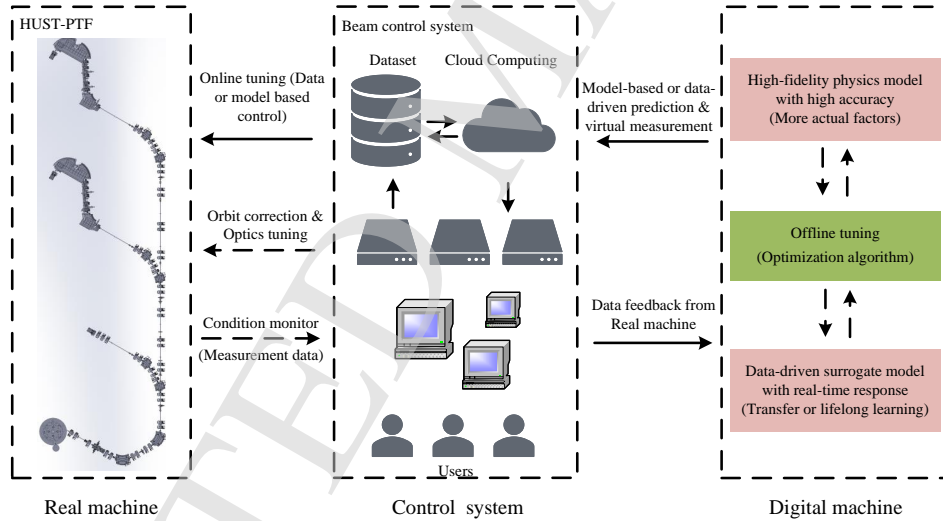 HUST-PTF
Online tuning (Data
or model based
control)
Orbit correction &
Optics tuning
Condition monitor
(Measurement data)
Real machine
Beam control system
Dataset
Cloud Computing
Users
Control system
Model-based or data-
driven prediction &
virtual measurement
Data feedback from
Real machine
High-fidelity physics model
with high accuracy
(More actual factors)
Offline tuning
(Optimization algorithm)
Data-driven surrogate model
with real-time response
(Transfer or lifelong learning)
Digital machine